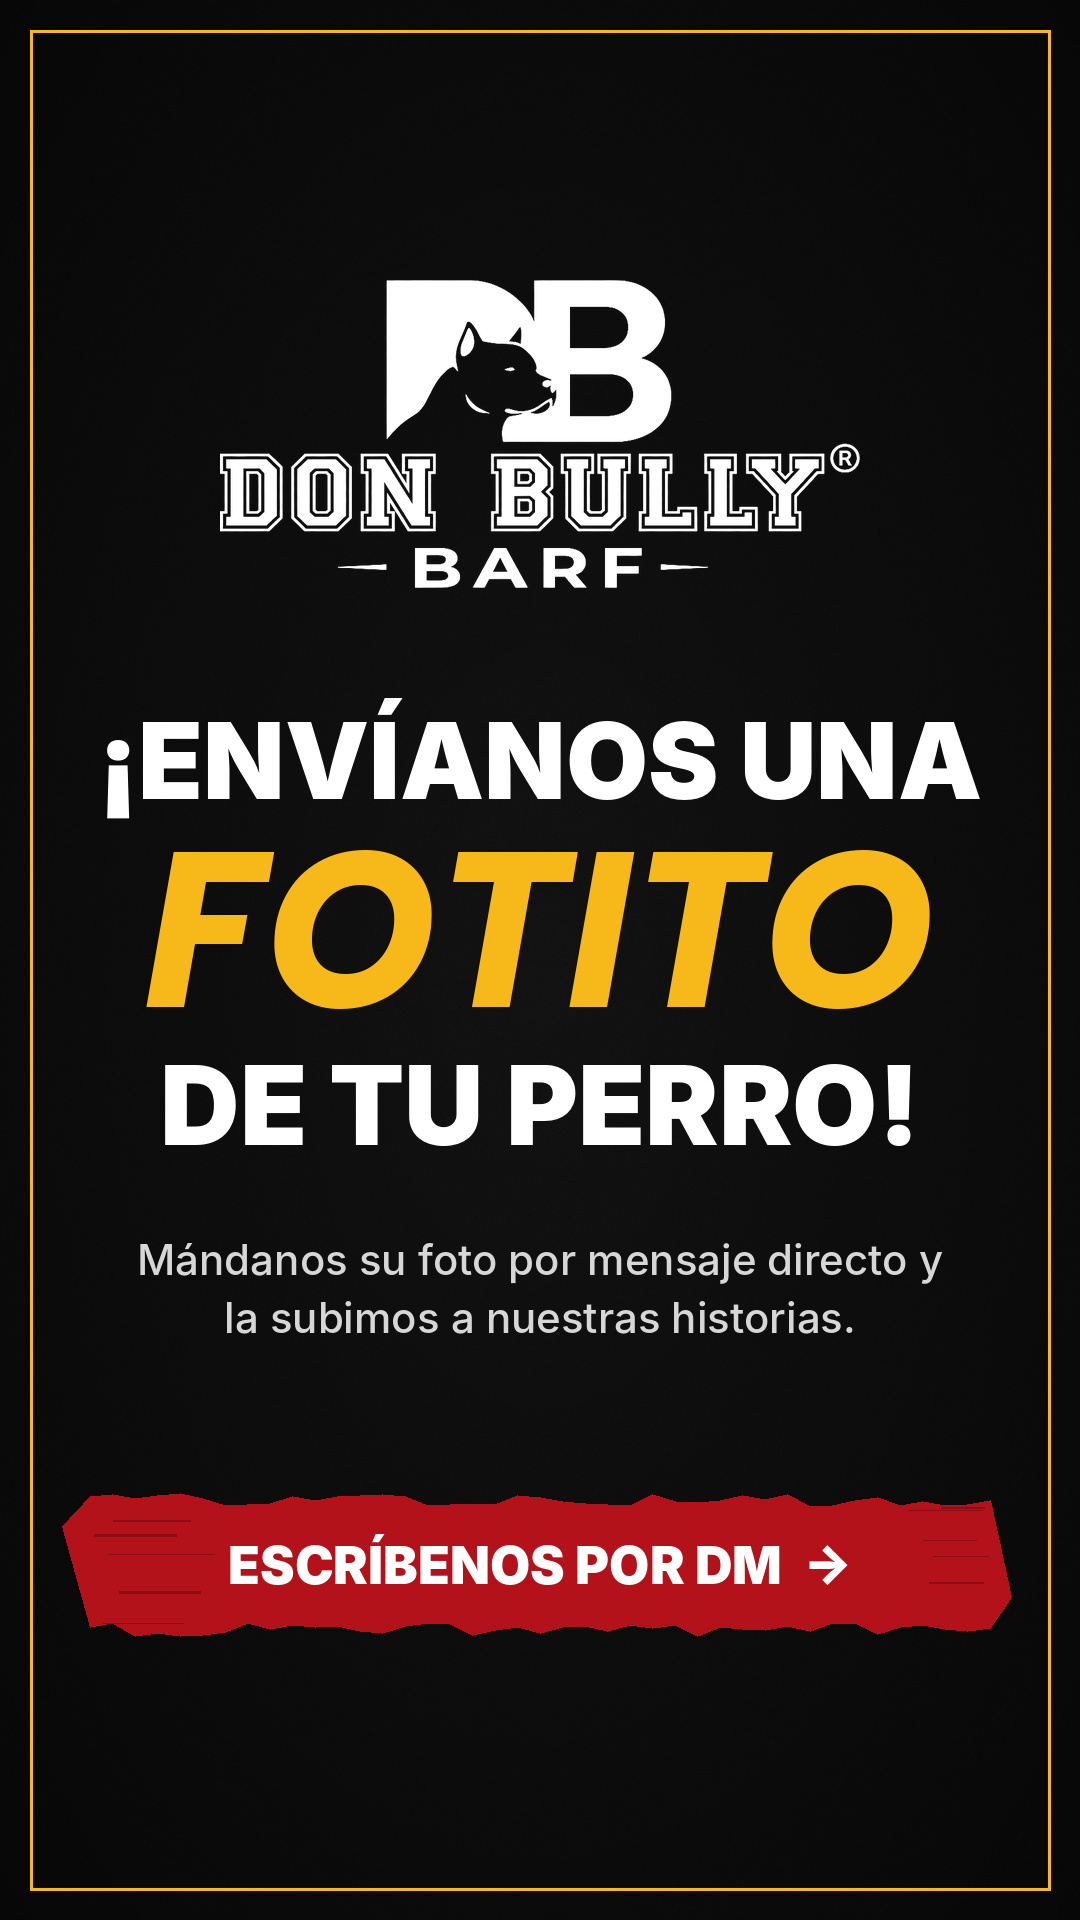 DB
DON BULLY®
BARF
¡ENVÍANOS UNA
FOTITO
DE TU PERRO!
Mándanos su foto por mensaje directo y
la subimos a nuestras historias.
ESCRÍBENOS POR DM →